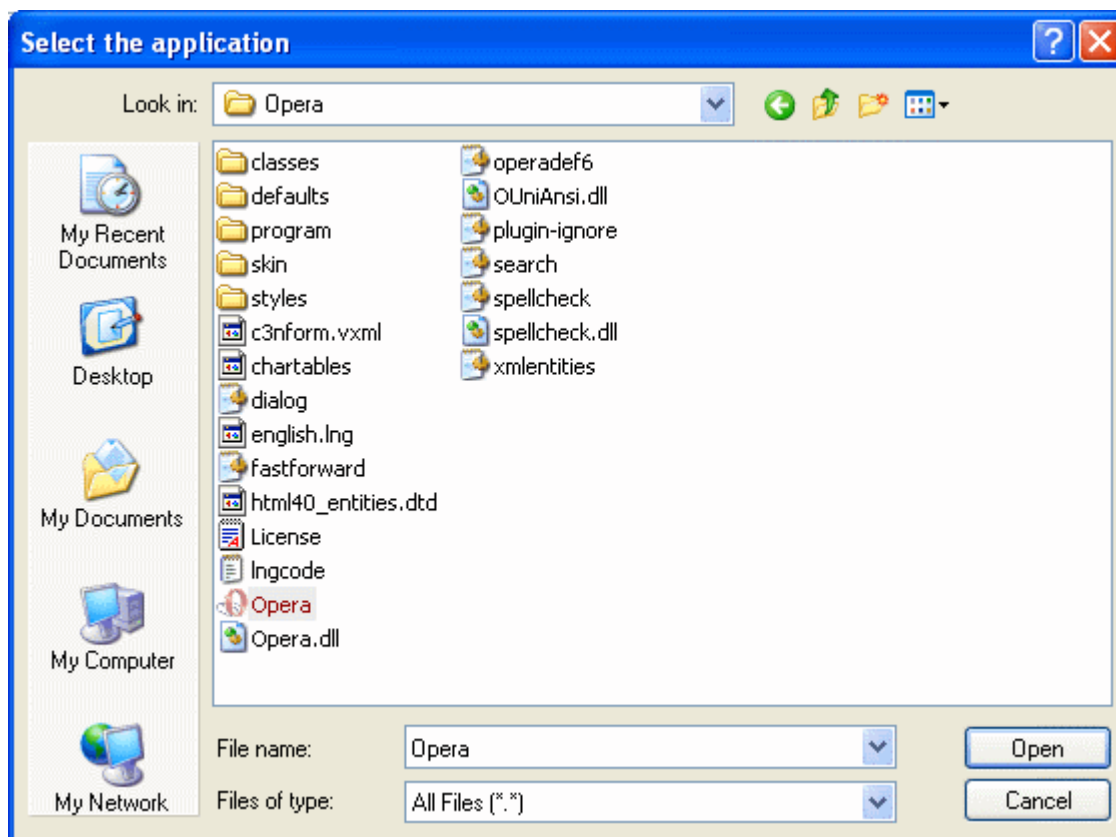 Select the application
Look in: Opera
My Recent
Documents
Desktop
My Documents
My Computer
My Network
classes
defaults
program
skin
styles
c3nform.vxml
chartables
dialog
english.lng
fastforward
html40_entities.dtd
License
lngcode
Opera
Opera.dll
operadef6
OUniAnsi.dll
plugin-ignore
search
spellcheck
spellcheck.dll
xmlentities
File name: Opera Open
Files of type: All Files (*.*) Cancel